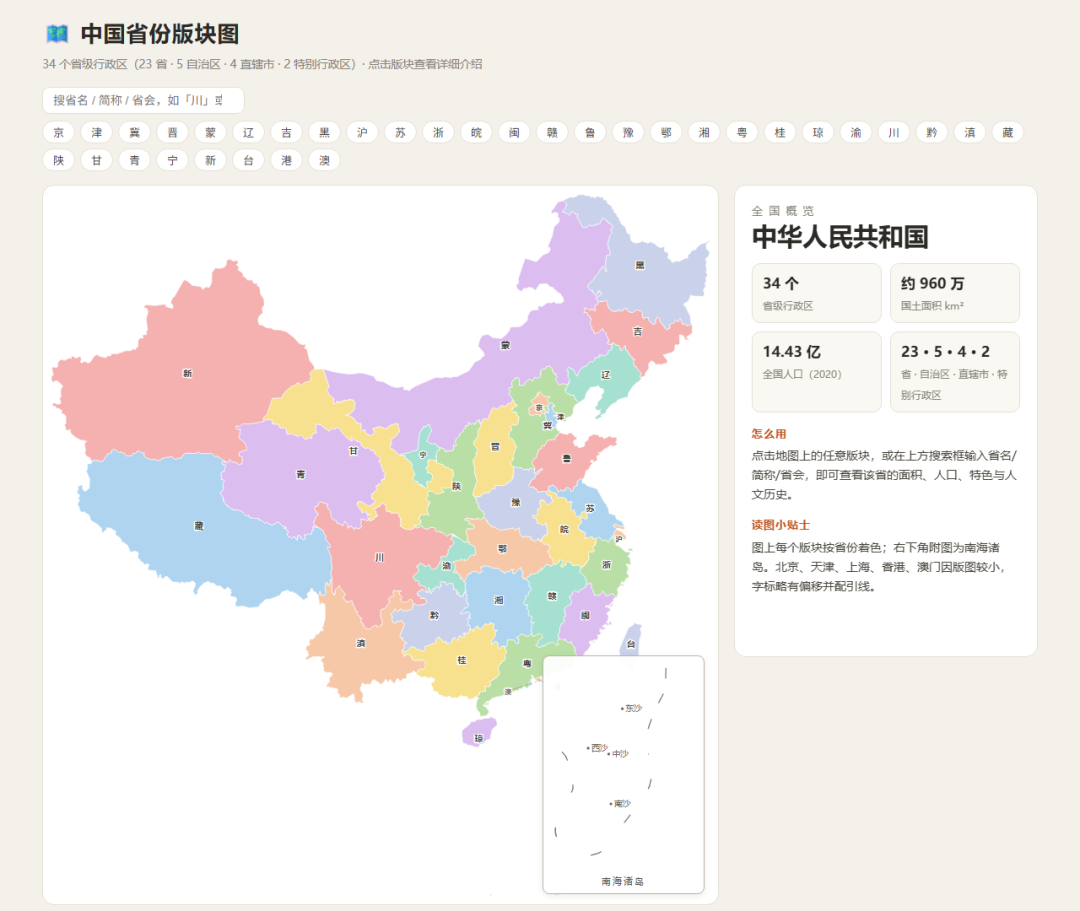 中国省份版块图
34 个省级行政区（23 省 · 5 自治区 · 4 直辖市 · 2 特别行政区）· 点击版块查看详细介绍
搜省名 / 简称 / 省会，如「川」或
京 津 冀 晋 蒙 辽 吉 黑 沪 苏 浙 皖 闽 赣 鲁 豫 鄂 湘 粤 桂 琼 渝 川 黔 滇 藏
陕 甘 青 宁 新 台 港 澳
黑
吉
蒙
新
辽
京
津
冀
晋
甘
宁
鲁
青
陕
豫
苏
藏
皖
沪
鄂
川
渝
浙
赣
湘
黔
闽
滇
台
桂
粤
澳
琼
东沙
西沙
中沙
南沙
南海诸岛
全国概览
中华人民共和国
34 个
省级行政区
约 960 万
国土面积 km²
14.43 亿
全国人口（2020）
23 • 5 • 4 • 2
省 · 自治区 · 直辖市 · 特
别行政区
怎么用
点击地图上的任意版块，或在上方搜索框输入省名/
简称/省会，即可查看该省的面积、人口、特色与人
文历史。
读图小贴士
图上每个版块按省份着色；右下角附图为南海诸
岛。北京、天津、上海、香港、澳门因版图较小，
字标略有偏移并配引线。